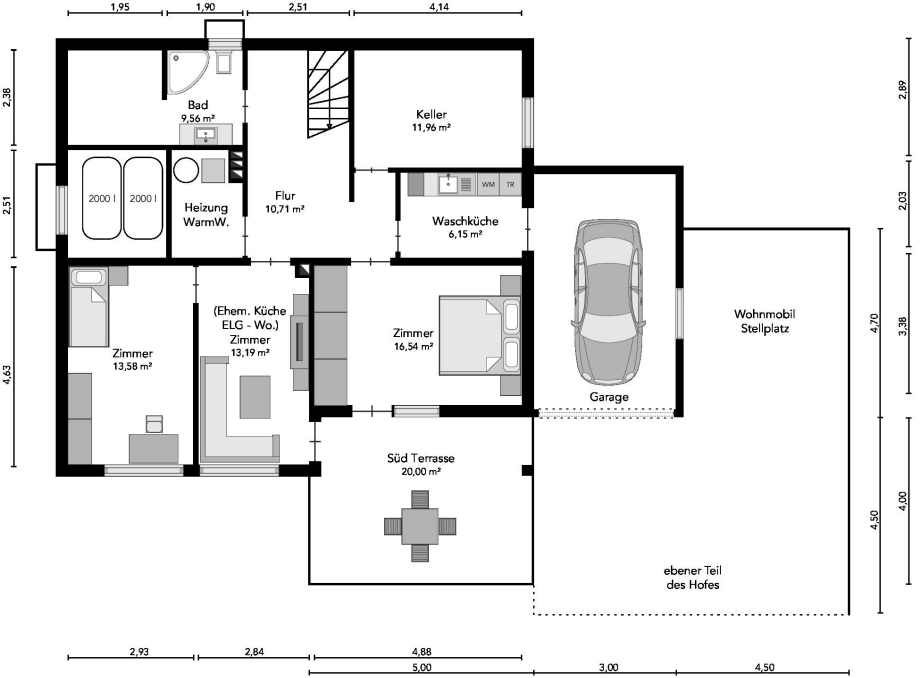 1,95
1,90
2,51
4,14
2,38
2,51
4,63
Bad
9,56 m²
Keller
11,96 m²
2000 l
2000 l
Heizung
WarmW.
Flur
10,71 m²
WM
TR
Waschküche
6,15 m²
(Ehem. Küche
ELG - Wo.)
Zimmer
13,19 m²
Zimmer
13,58 m²
Zimmer
16,54 m²
Garage
Wohnmobil
Stellplatz
Süd Terrasse
20,00 m²
ebener Teil
des Hofes
2,89
2,03
3,38
4,00
4,70
4,50
2,93
2,84
4,88
5,00
3,00
4,50